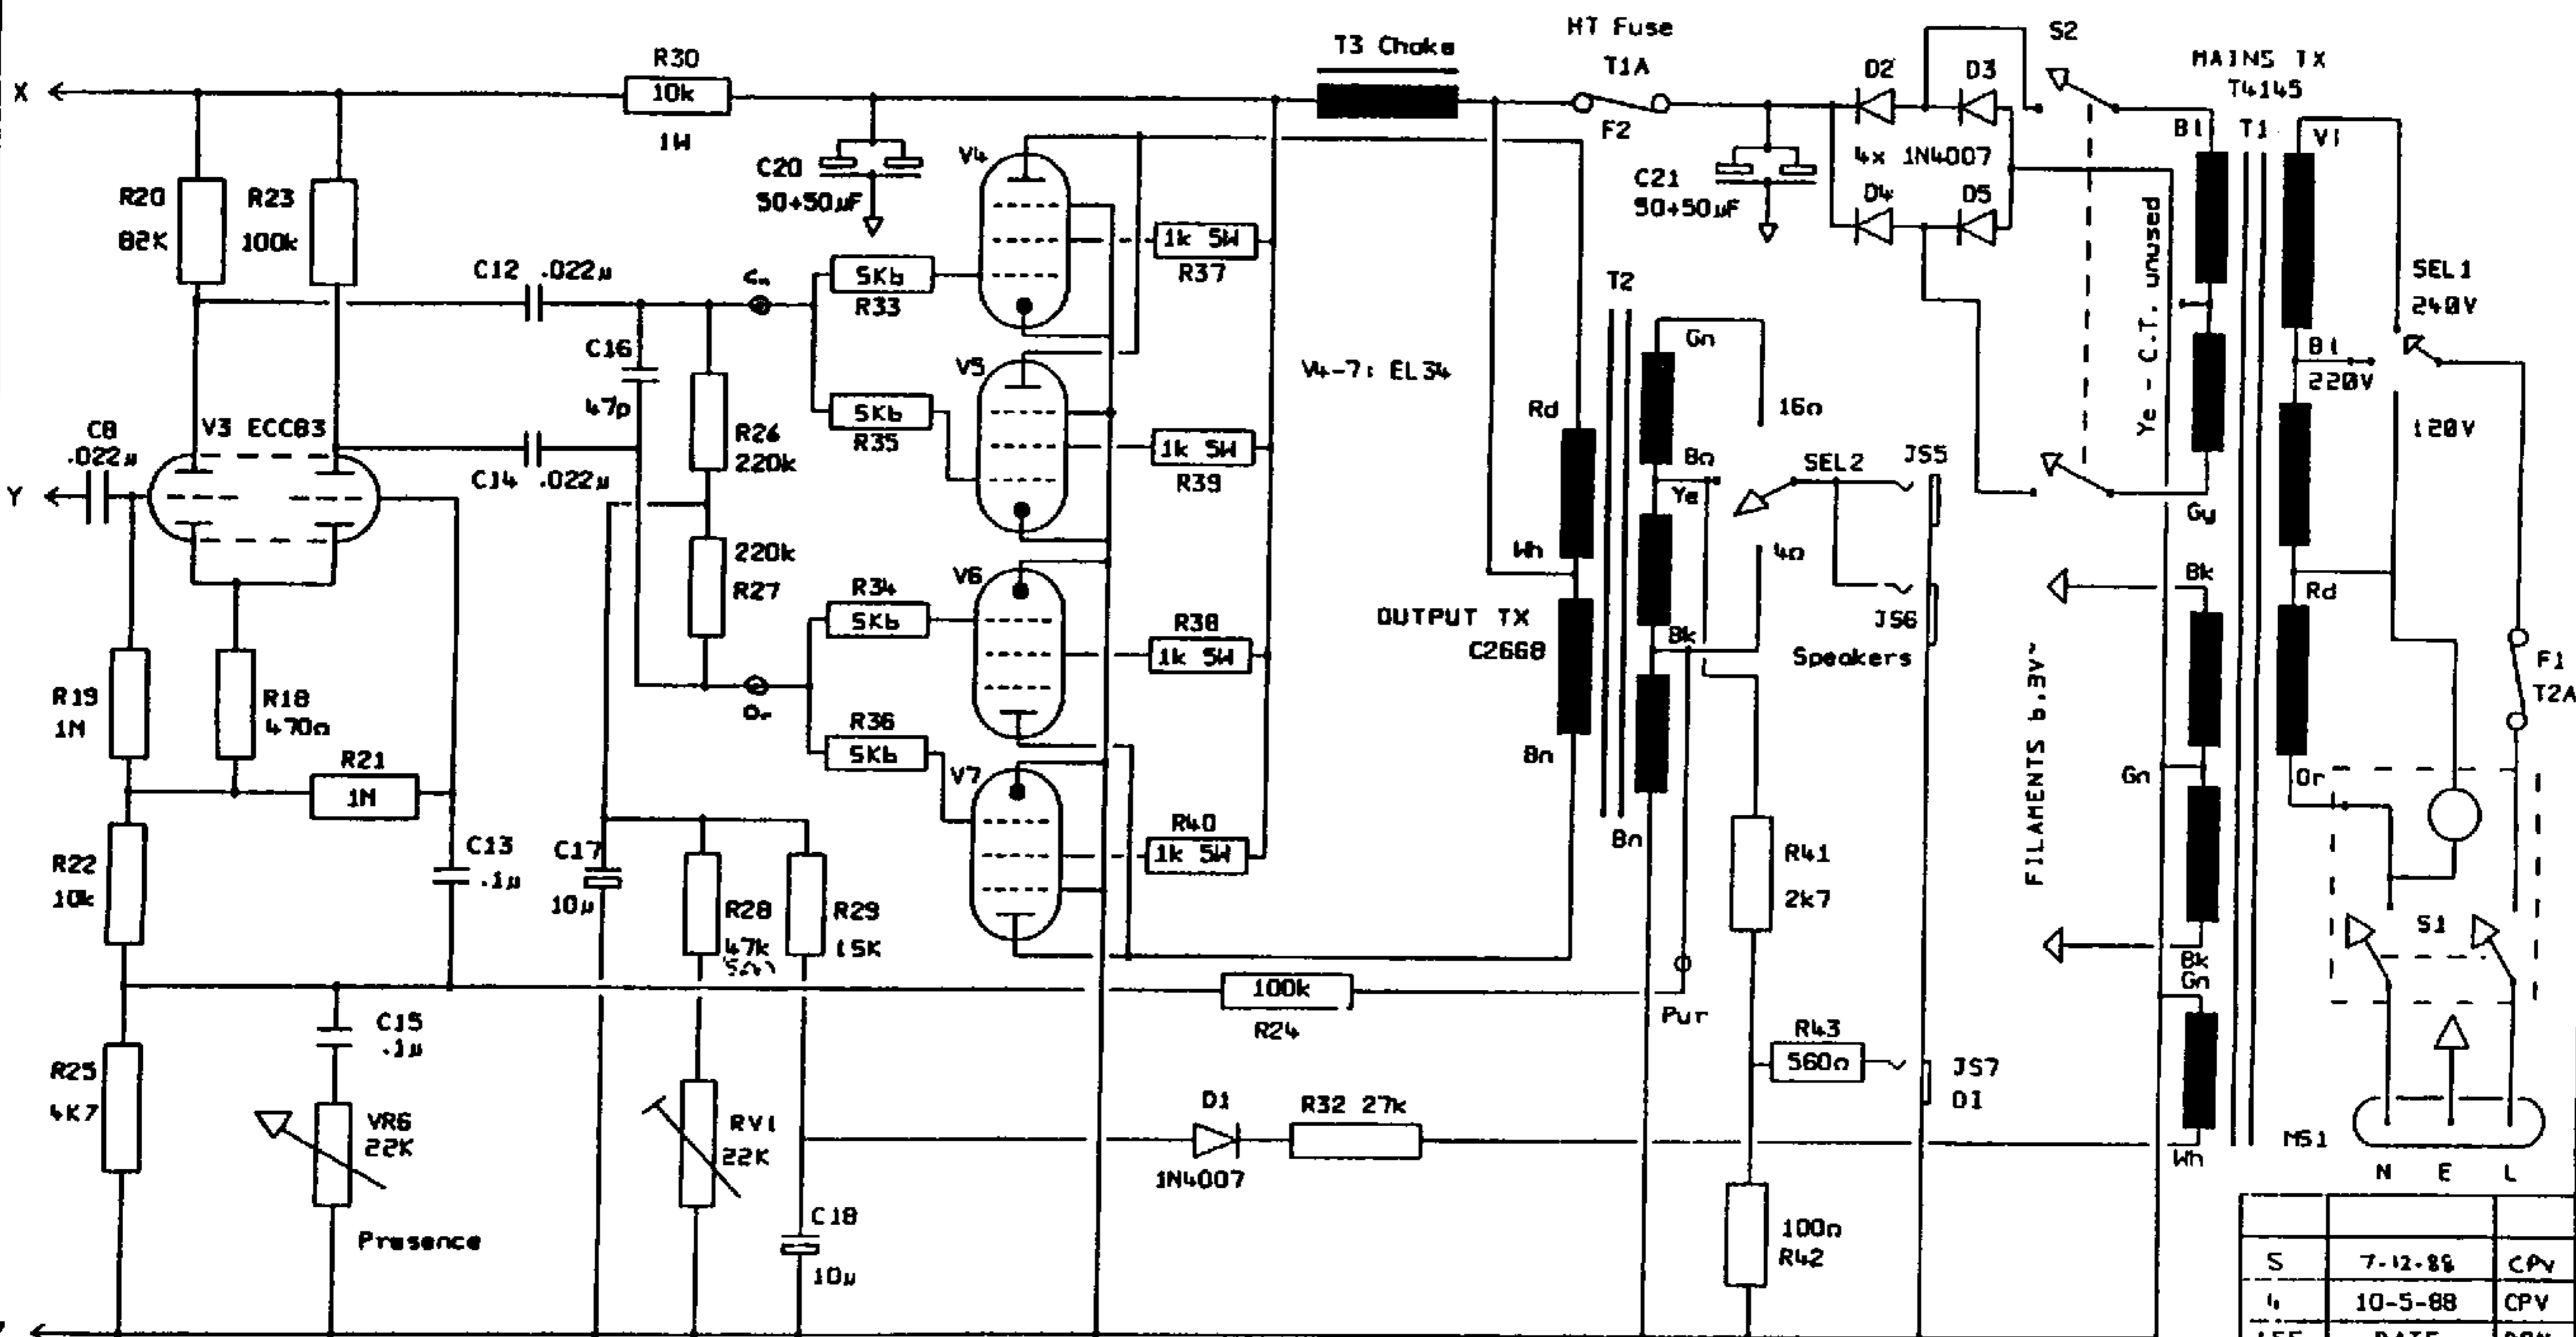 X
R30
10k
1W
T3 Choke
HT Fuse
T1A
F2
D2
D3
4x 1N4007
D4
D5
S2
MAINS TX
T4145
Bl
T1
Vi
R20
82K
R23
100k
C20
50+50µF
V4
1k 5W
R37
C21
50+50µF
Ye - C.T. unused
SEL1
240V
Bl
220V
120V
C12 .022µ
5K6
R33
T2
Gn
C16
47p
V5
V4-7: EL34
5K6
R35
1k 5W
R39
Rd
16Ω
C8
.022µ
V3 ECC83
R26
220k
C14 .022µ
Bn
Ye
SEL2
JS5
Y
Gy
220k
R27
V6
Wh
4Ω
Bk
Rd
R34
5K6
R38
1k 5W
OUTPUT TX
C2668
Bk
JS6
Speakers
F1
T2A
R19
1M
R18
470Ω
Or
R36
5K6
V7
Bn
FILAMENTS 6.3V~
Gn
Or
R21
1M
R22
10k
C13
.1µ
C17
10µ
R28
47k
R29
15K
R40
1k 5W
Bn
R41
2k7
S1
Bk
Gn
100k
R24
Pur
C15
.1µ
R25
4K7
VR6
22K
Presence
RV1
22K
D1
1N4007
R32 27k
R43
560Ω
JS7
DI
MS1
Wh
N E L
C18
10µ
100Ω
R42
5 7-12-88 CPV
4 10-5-88 CPV